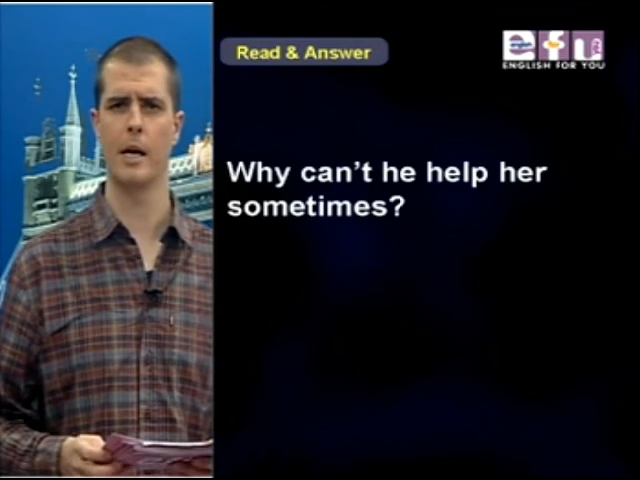 Read & Answer
efu
ENGLISH FOR YOU
Why can't he help her
sometimes?